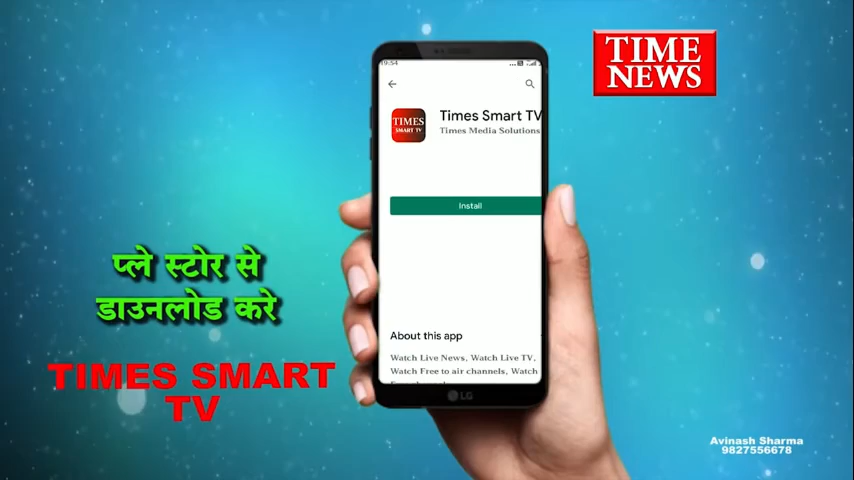 TIME
NEWS
19:54
Times Smart TV
TIMES
SMART TV
Times Media Solutions
Install
प्ले स्टोर से
डाउनलोड करे
About this app
Watch Live News, Watch Live TV,
Watch Free to air channels, Watch
TIMES SMART
TV
LG
Avinash Sharma
9827556678